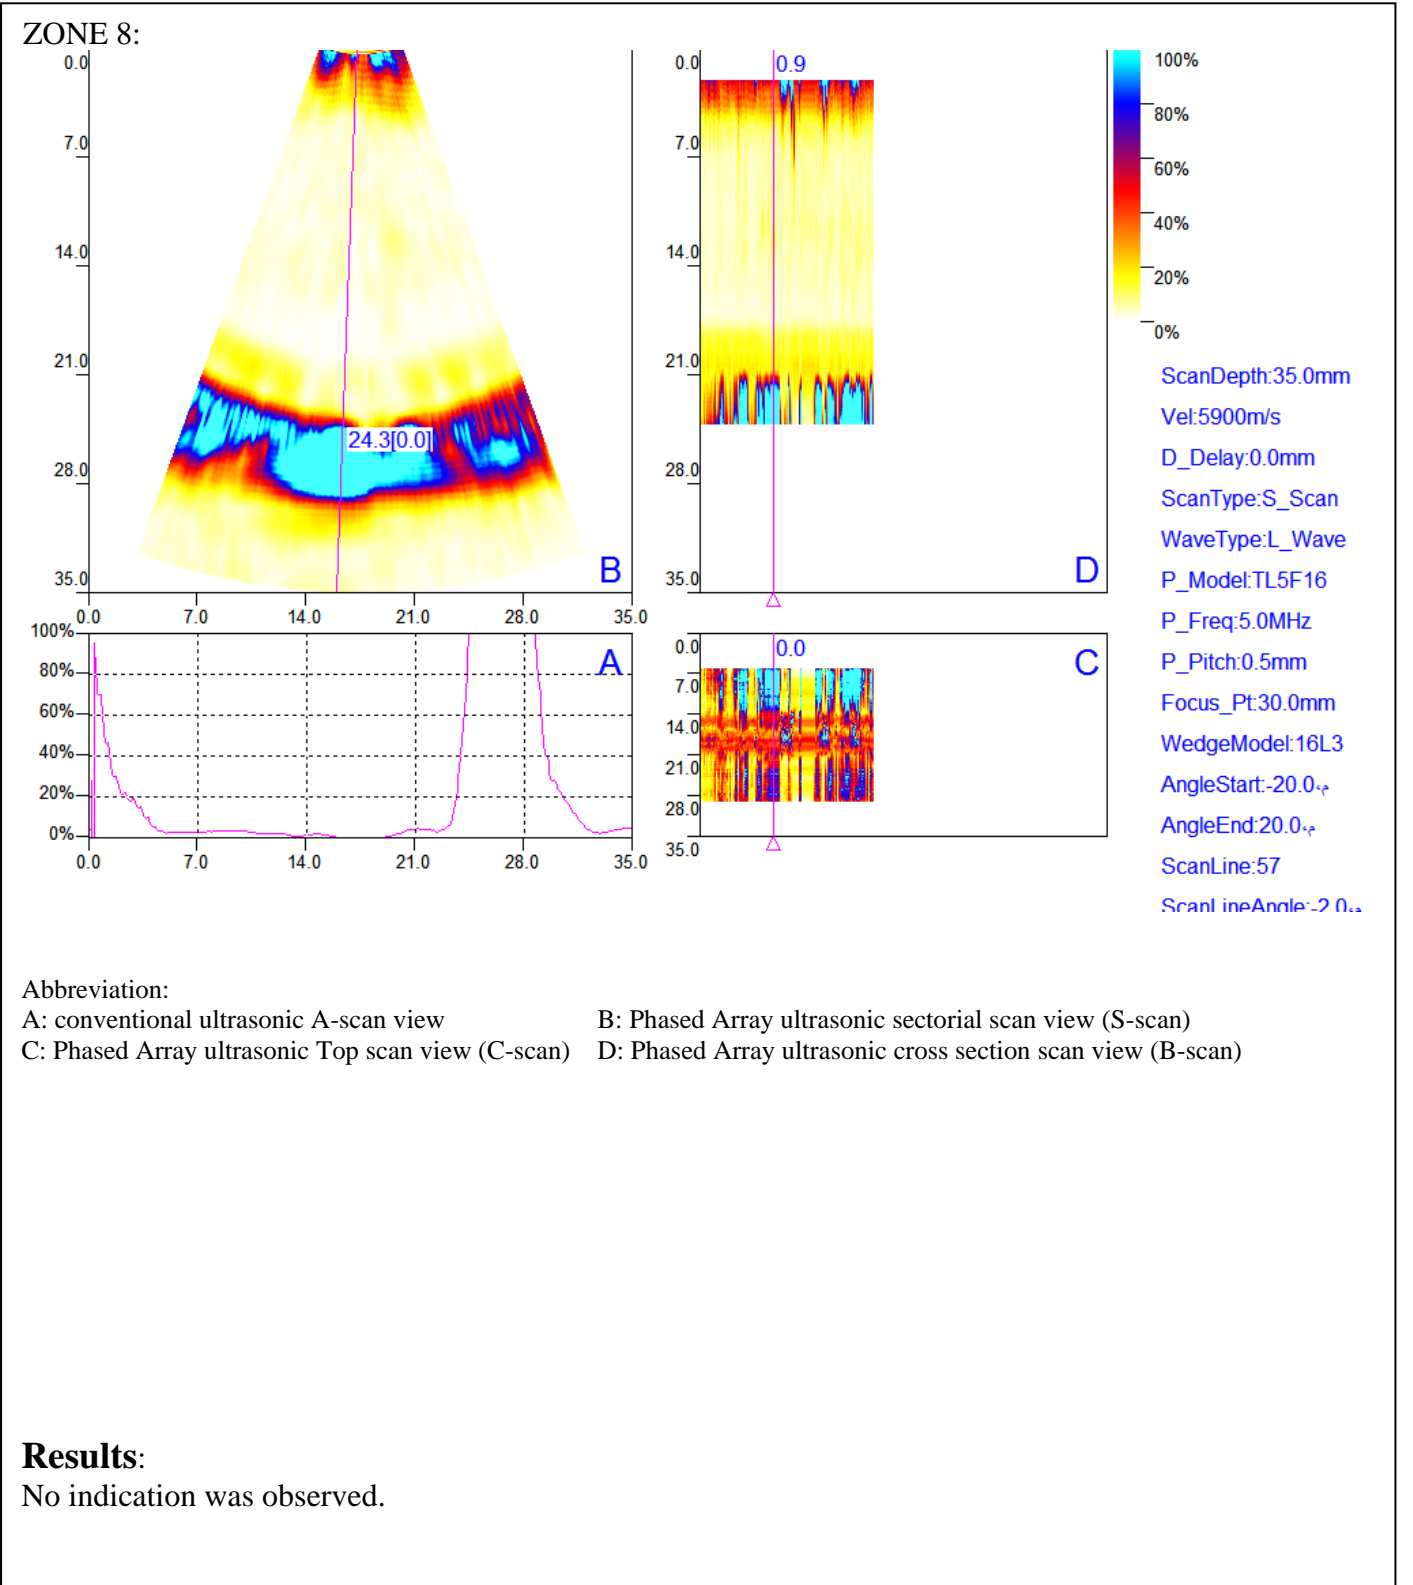 ZONE 8:
0.0
7.0
14.0
21.0
28.0
35.0
24.3[0.0]
B
0.0 7.0 14.0 21.0 28.0 35.0
0.0
7.0
14.0
21.0
28.0
35.0
0.9
D
100%
80%
60%
40%
20%
0%
100%
80%
60%
40%
20%
0%
A
0.0 7.0 14.0 21.0 28.0 35.0
0.0
7.0
14.0
21.0
28.0
35.0
0.0
C
ScanDepth:35.0mm
Vel:5900m/s
D_Delay:0.0mm
ScanType:S_Scan
WaveType:L_Wave
P_Model:TL5F16
P_Freq:5.0MHz
P_Pitch:0.5mm
Focus_Pt:30.0mm
WedgeModel:16L3
AngleStart:-20.0
AngleEnd:20.0
ScanLine:57
ScanLineAngle:-2.0
Abbreviation:
A: conventional ultrasonic A-scan view B: Phased Array ultrasonic sectorial scan view (S-scan)
C: Phased Array ultrasonic Top scan view (C-scan) D: Phased Array ultrasonic cross section scan view (B-scan)
Results:
No indication was observed.